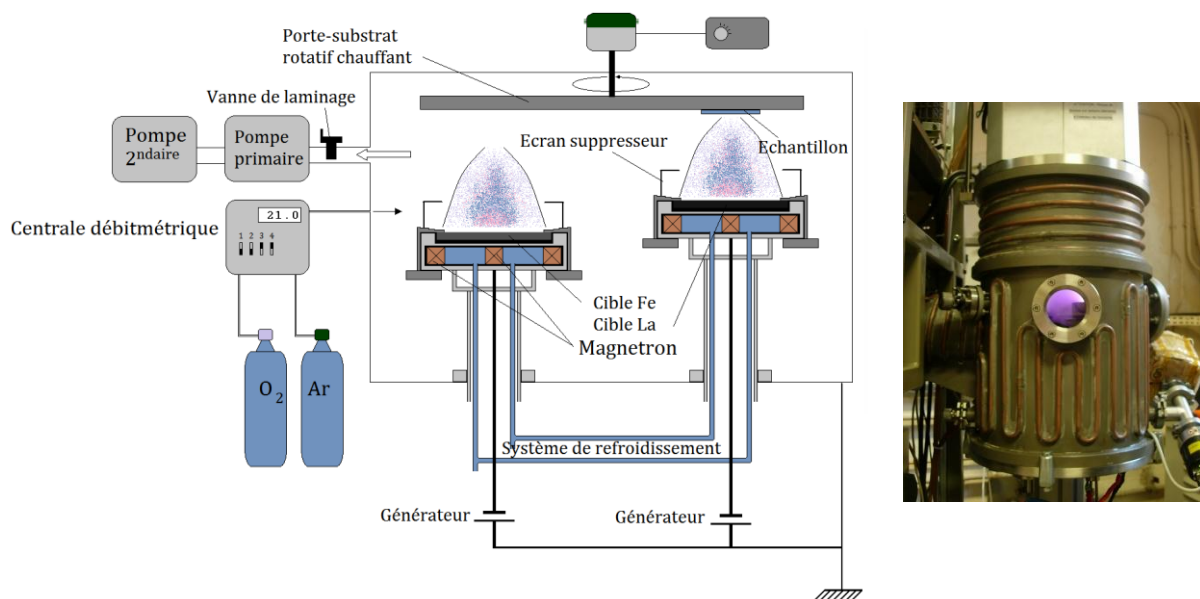 Porte-substrat
rotatif chauffant
Vanne de laminage
Pompe
2ndaire
Pompe
primaire
Ecran suppresseur
Echantillon
Centrale débitmétrique
21.0
1 2 3 4
Cible Fe
Cible La
Magnetron
O2
Ar
Système de refroidissement
Générateur
Générateur